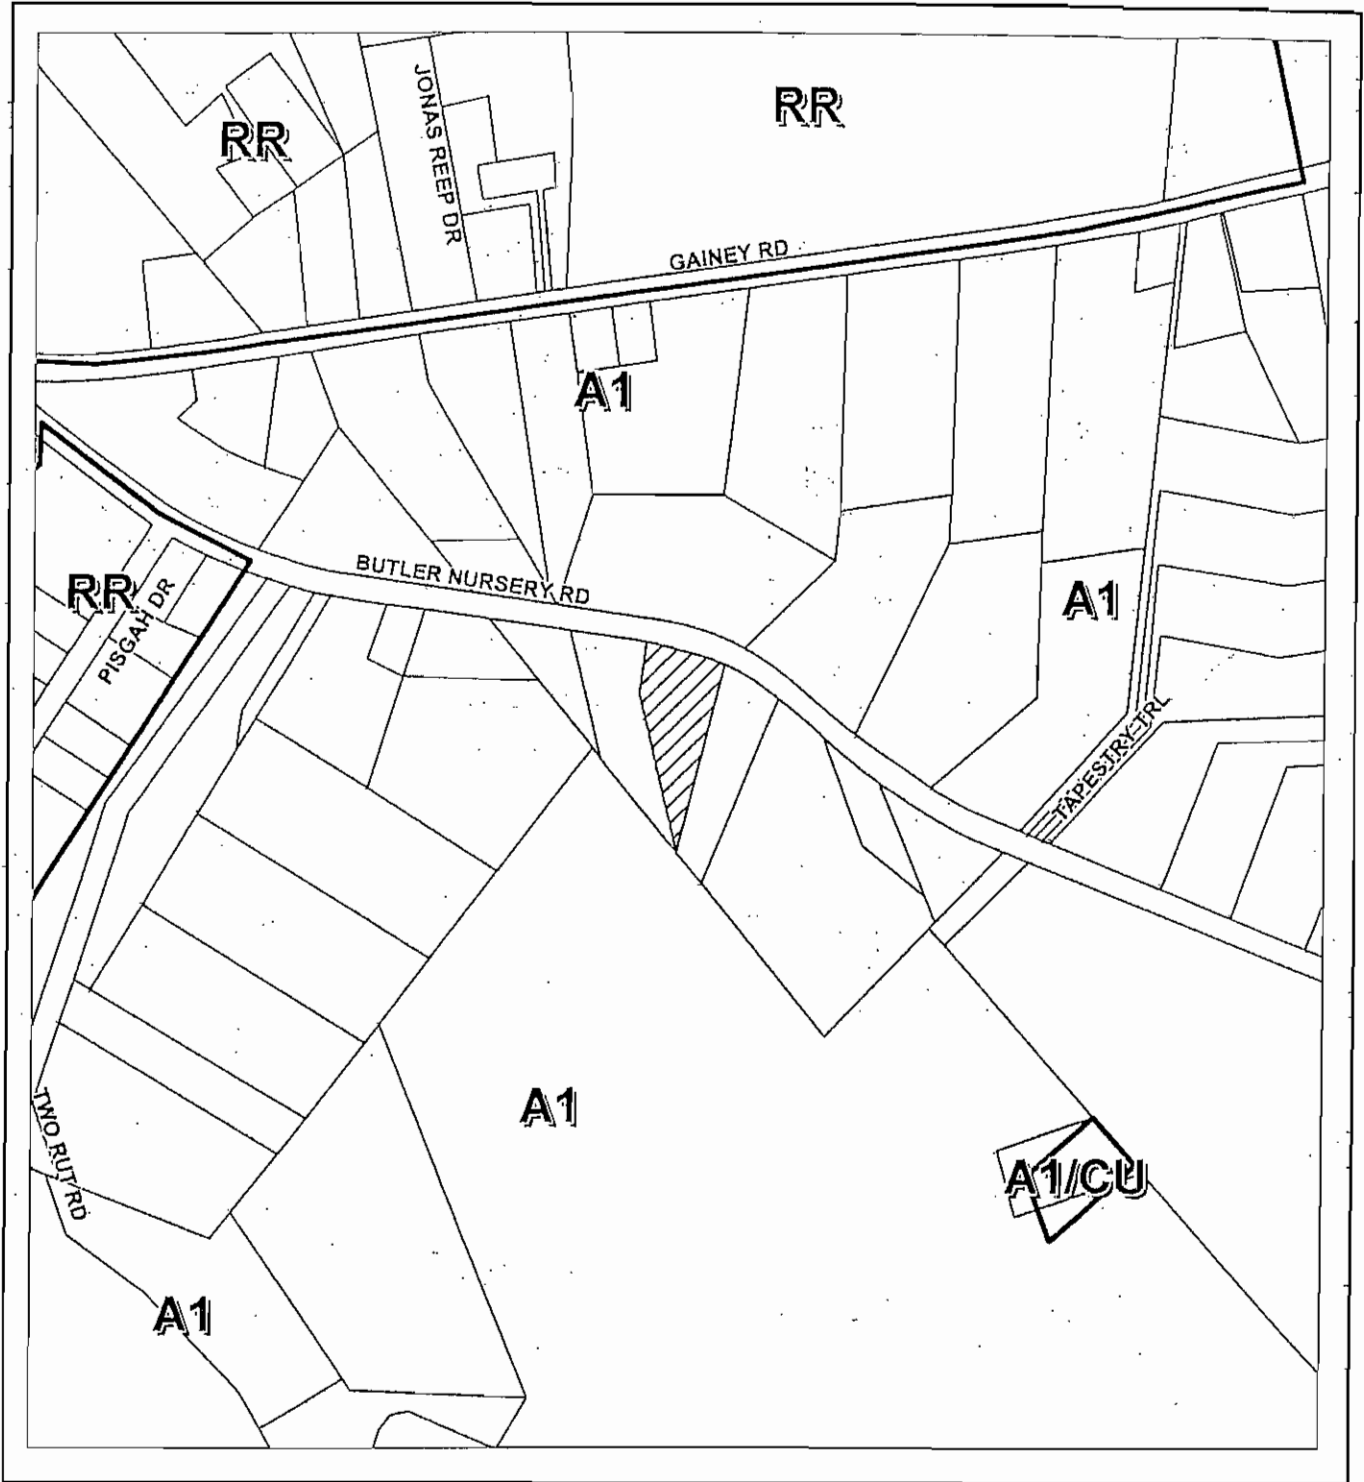 RR
RR
JONAS REEP DR
GAINEY RD
A1
BUTLER NURSERY RD
RR
PISGAH DR
A1
TAPESTRY TRL
A1
A1/CU
TWO RUT RD
A1